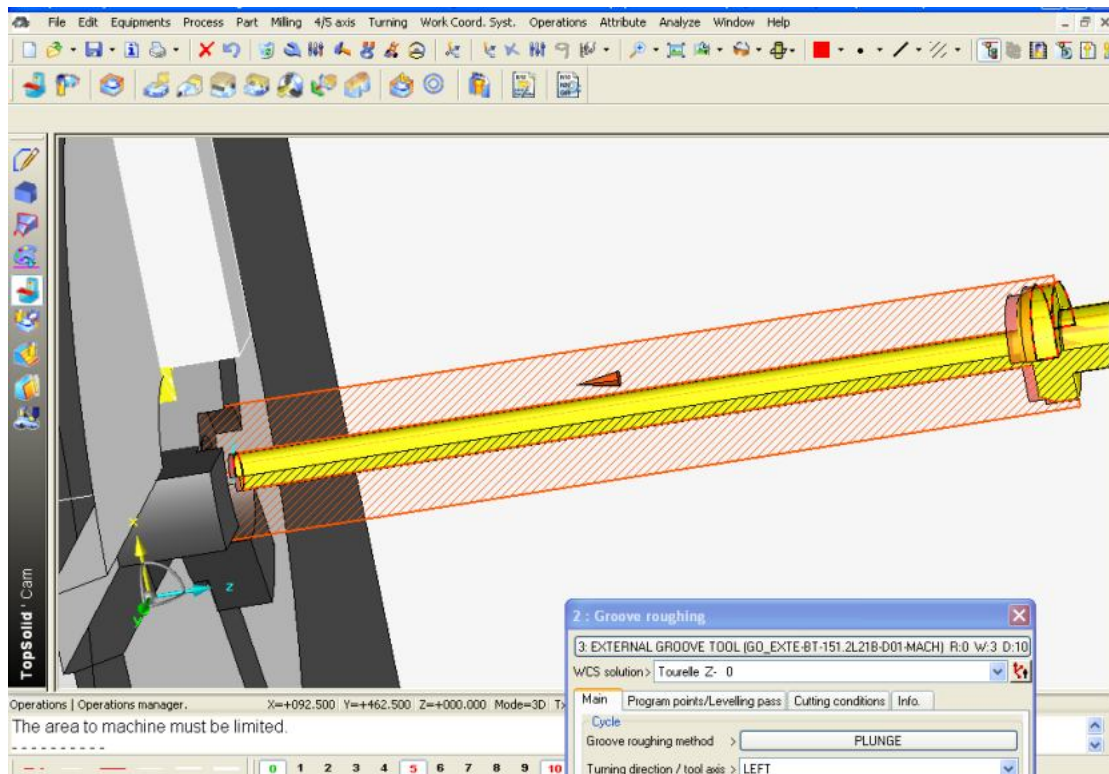 File Edit Equipments Process Part Milling 4/5 axis Turning Work Coord. Syst. Operations Attribute Analyze Window Help
X
Z
TopSolid'Cam
2 : Groove roughing
3: EXTERNAL GROOVE TOOL (GO_EXTE-BT-151.2L21B-D01-MACH) R:0 W:3 D:10
WCS solution > Tourelle Z- 0
Main Program points/Levelling pass Cutting conditions Info.
Cycle
Groove roughing method > PLUNGE
Turning direction / tool axis > LEFT
Operations | Operations manager. X=+092.500 Y=+462.500 Z=+000.000 Mode=3D
The area to machine must be limited.
----------
0 1 2 3 4 5 6 7 8 9 10